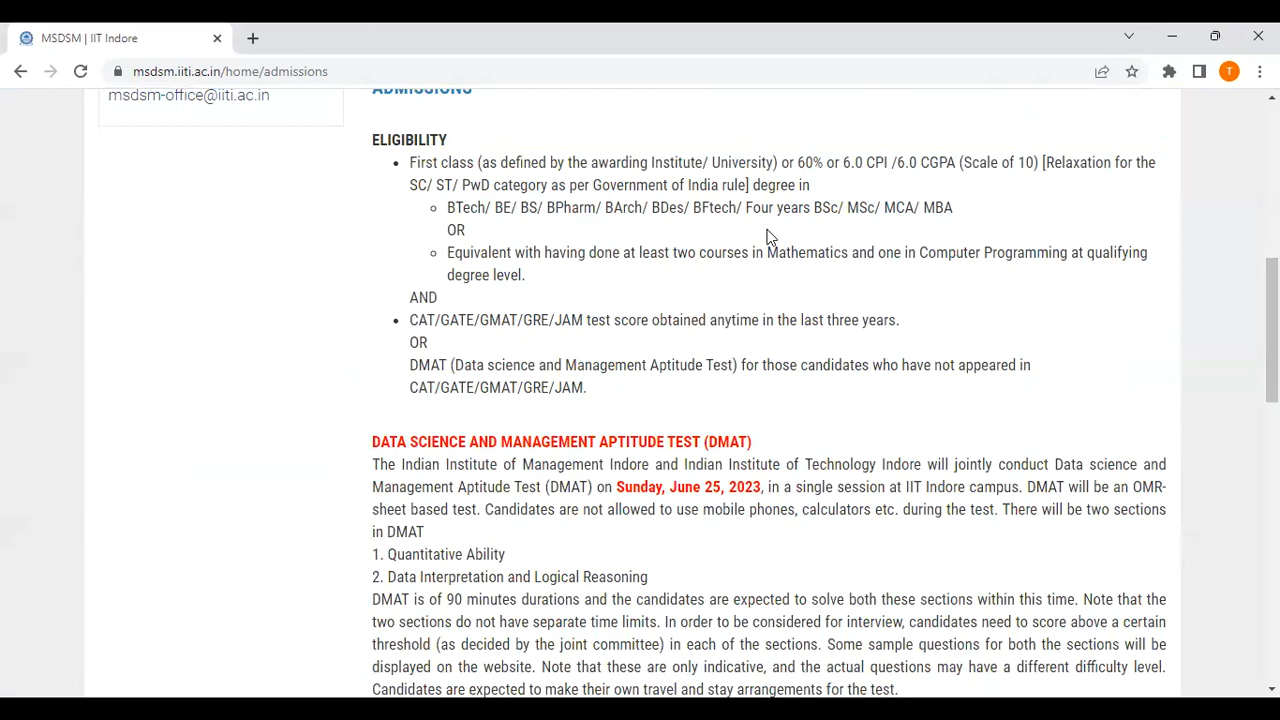 MSDSM | IIT Indore
msdsm.iiti.ac.in/home/admissions
T
msdsm-office@iiti.ac.in
ADMISSIONS
ELIGIBILITY
• First class (as defined by the awarding Institute/ University) or 60% or 6.0 CPI /6.0 CGPA (Scale of 10) [Relaxation for the
SC/ ST/ PwD category as per Government of India rule] degree in
BTech/ BE/ BS/ BPharm/ BArch/ BDes/ BFtech/ Four years BSc/ MSc/ MCA/ MBA
OR
Equivalent with having done at least two courses in Mathematics and one in Computer Programming at qualifying
degree level.
AND
• CAT/GATE/GMAT/GRE/JAM test score obtained anytime in the last three years.
OR
DMAT (Data science and Management Aptitude Test) for those candidates who have not appeared in
CAT/GATE/GMAT/GRE/JAM.
DATA SCIENCE AND MANAGEMENT APTITUDE TEST (DMAT)
The Indian Institute of Management Indore and Indian Institute of Technology Indore will jointly conduct Data science and
Management Aptitude Test (DMAT) on Sunday, June 25, 2023, in a single session at IIT Indore campus. DMAT will be an OMR-
sheet based test. Candidates are not allowed to use mobile phones, calculators etc. during the test. There will be two sections
in DMAT
1. Quantitative Ability
2. Data Interpretation and Logical Reasoning
DMAT is of 90 minutes durations and the candidates are expected to solve both these sections within this time. Note that the
two sections do not have separate time limits. In order to be considered for interview, candidates need to score above a certain
threshold (as decided by the joint committee) in each of the sections. Some sample questions for both the sections will be
displayed on the website. Note that these are only indicative, and the actual questions may have a different difficulty level.
Candidates are expected to make their own travel and stay arrangements for the test.